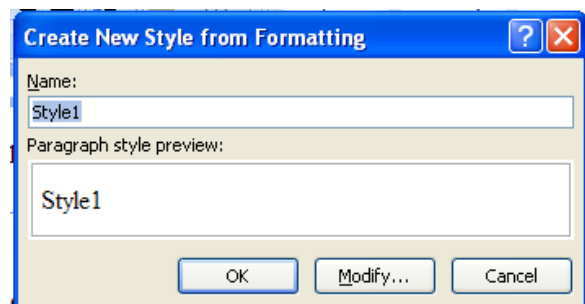 Create New Style from Formatting
Name:
Style1
Paragraph style preview:
Style1
OK Modify... Cancel